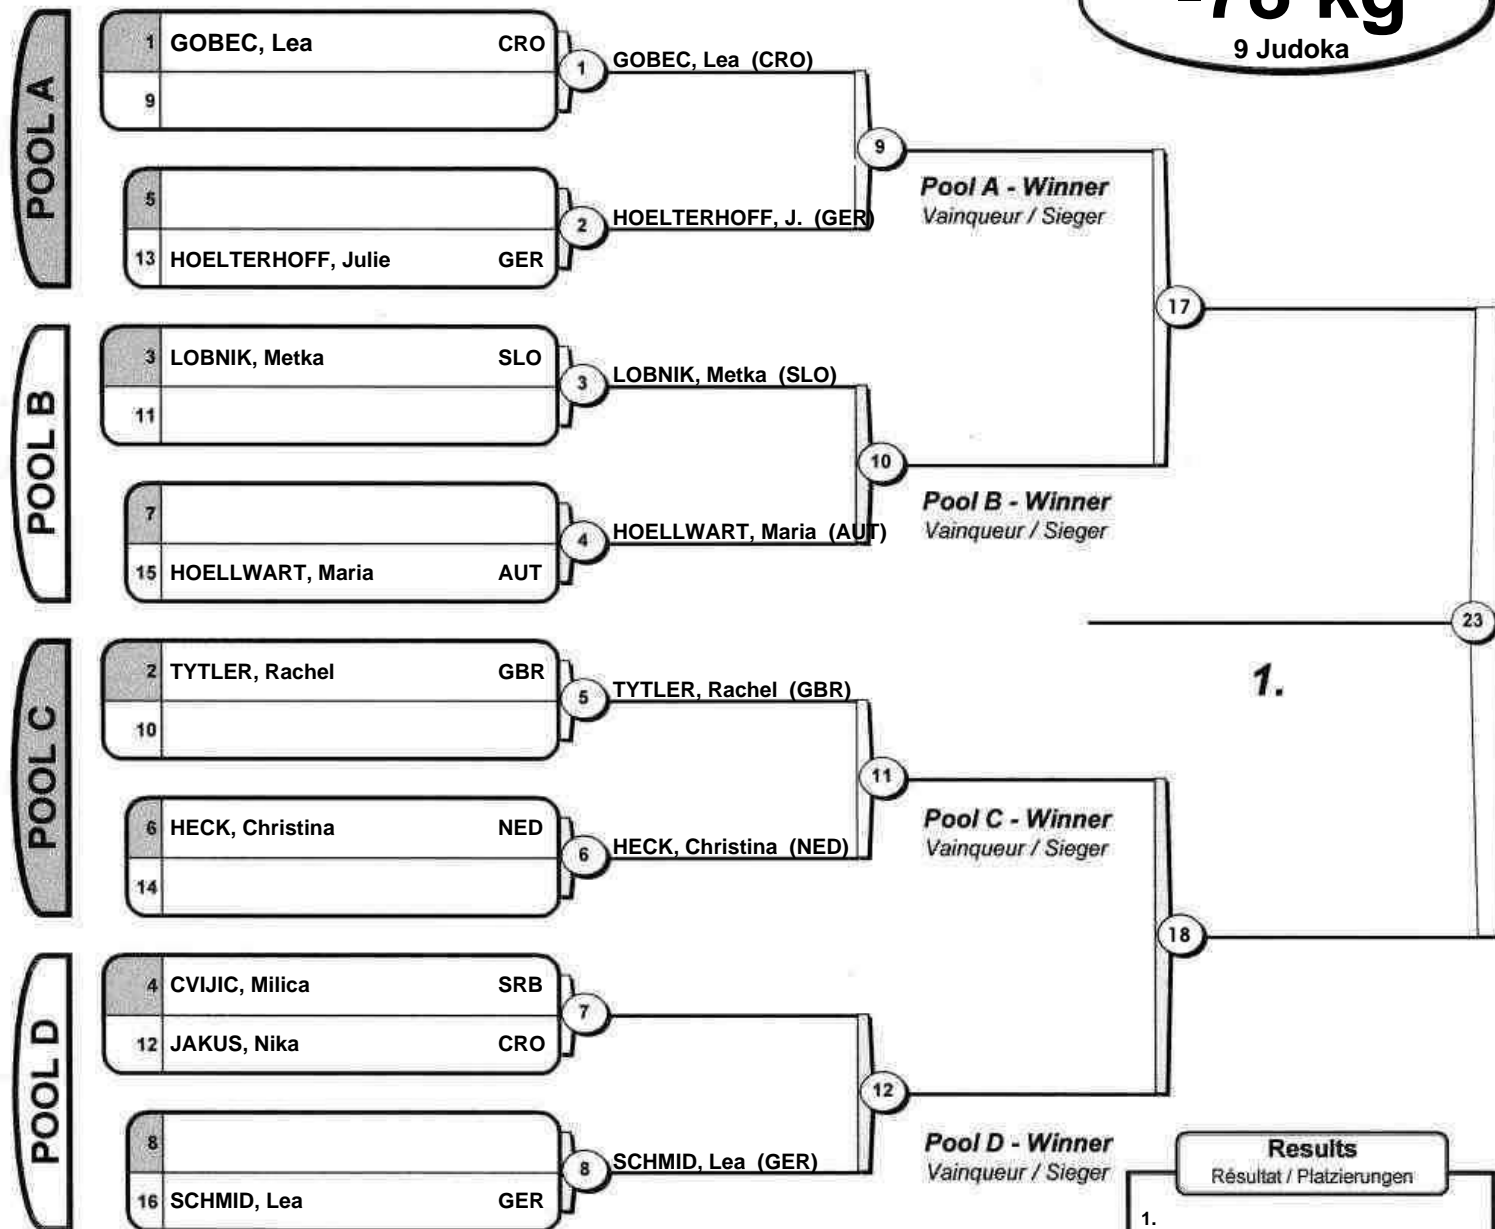 -78 kg
9 Judoka
POOL A
1 GOBEC, Lea CRO
9
1 GOBEC, Lea (CRO)
5
13 HOELTERHOFF, Julie GER
2 HOELTERHOFF, J. (GER)
9
Pool A - Winner
Vainqueur / Sieger
POOL B
3 LOBNIK, Metka SLO
11
3 LOBNIK, Metka (SLO)
7
15 HOELLWART, Maria AUT
4 HOELLWART, Maria (AUT)
10
Pool B - Winner
Vainqueur / Sieger
17
POOL C
2 TYTLER, Rachel GBR
10
5 TYTLER, Rachel (GBR)
6 HECK, Christina NED
14
6 HECK, Christina (NED)
11
Pool C - Winner
Vainqueur / Sieger
POOL D
4 CVIJIC, Milica SRB
12 JAKUS, Nika CRO
7
8
16 SCHMID, Lea GER
8 SCHMID, Lea (GER)
12
Pool D - Winner
Vainqueur / Sieger
18
23
1.
Results
Résultat / Platzierungen
1.